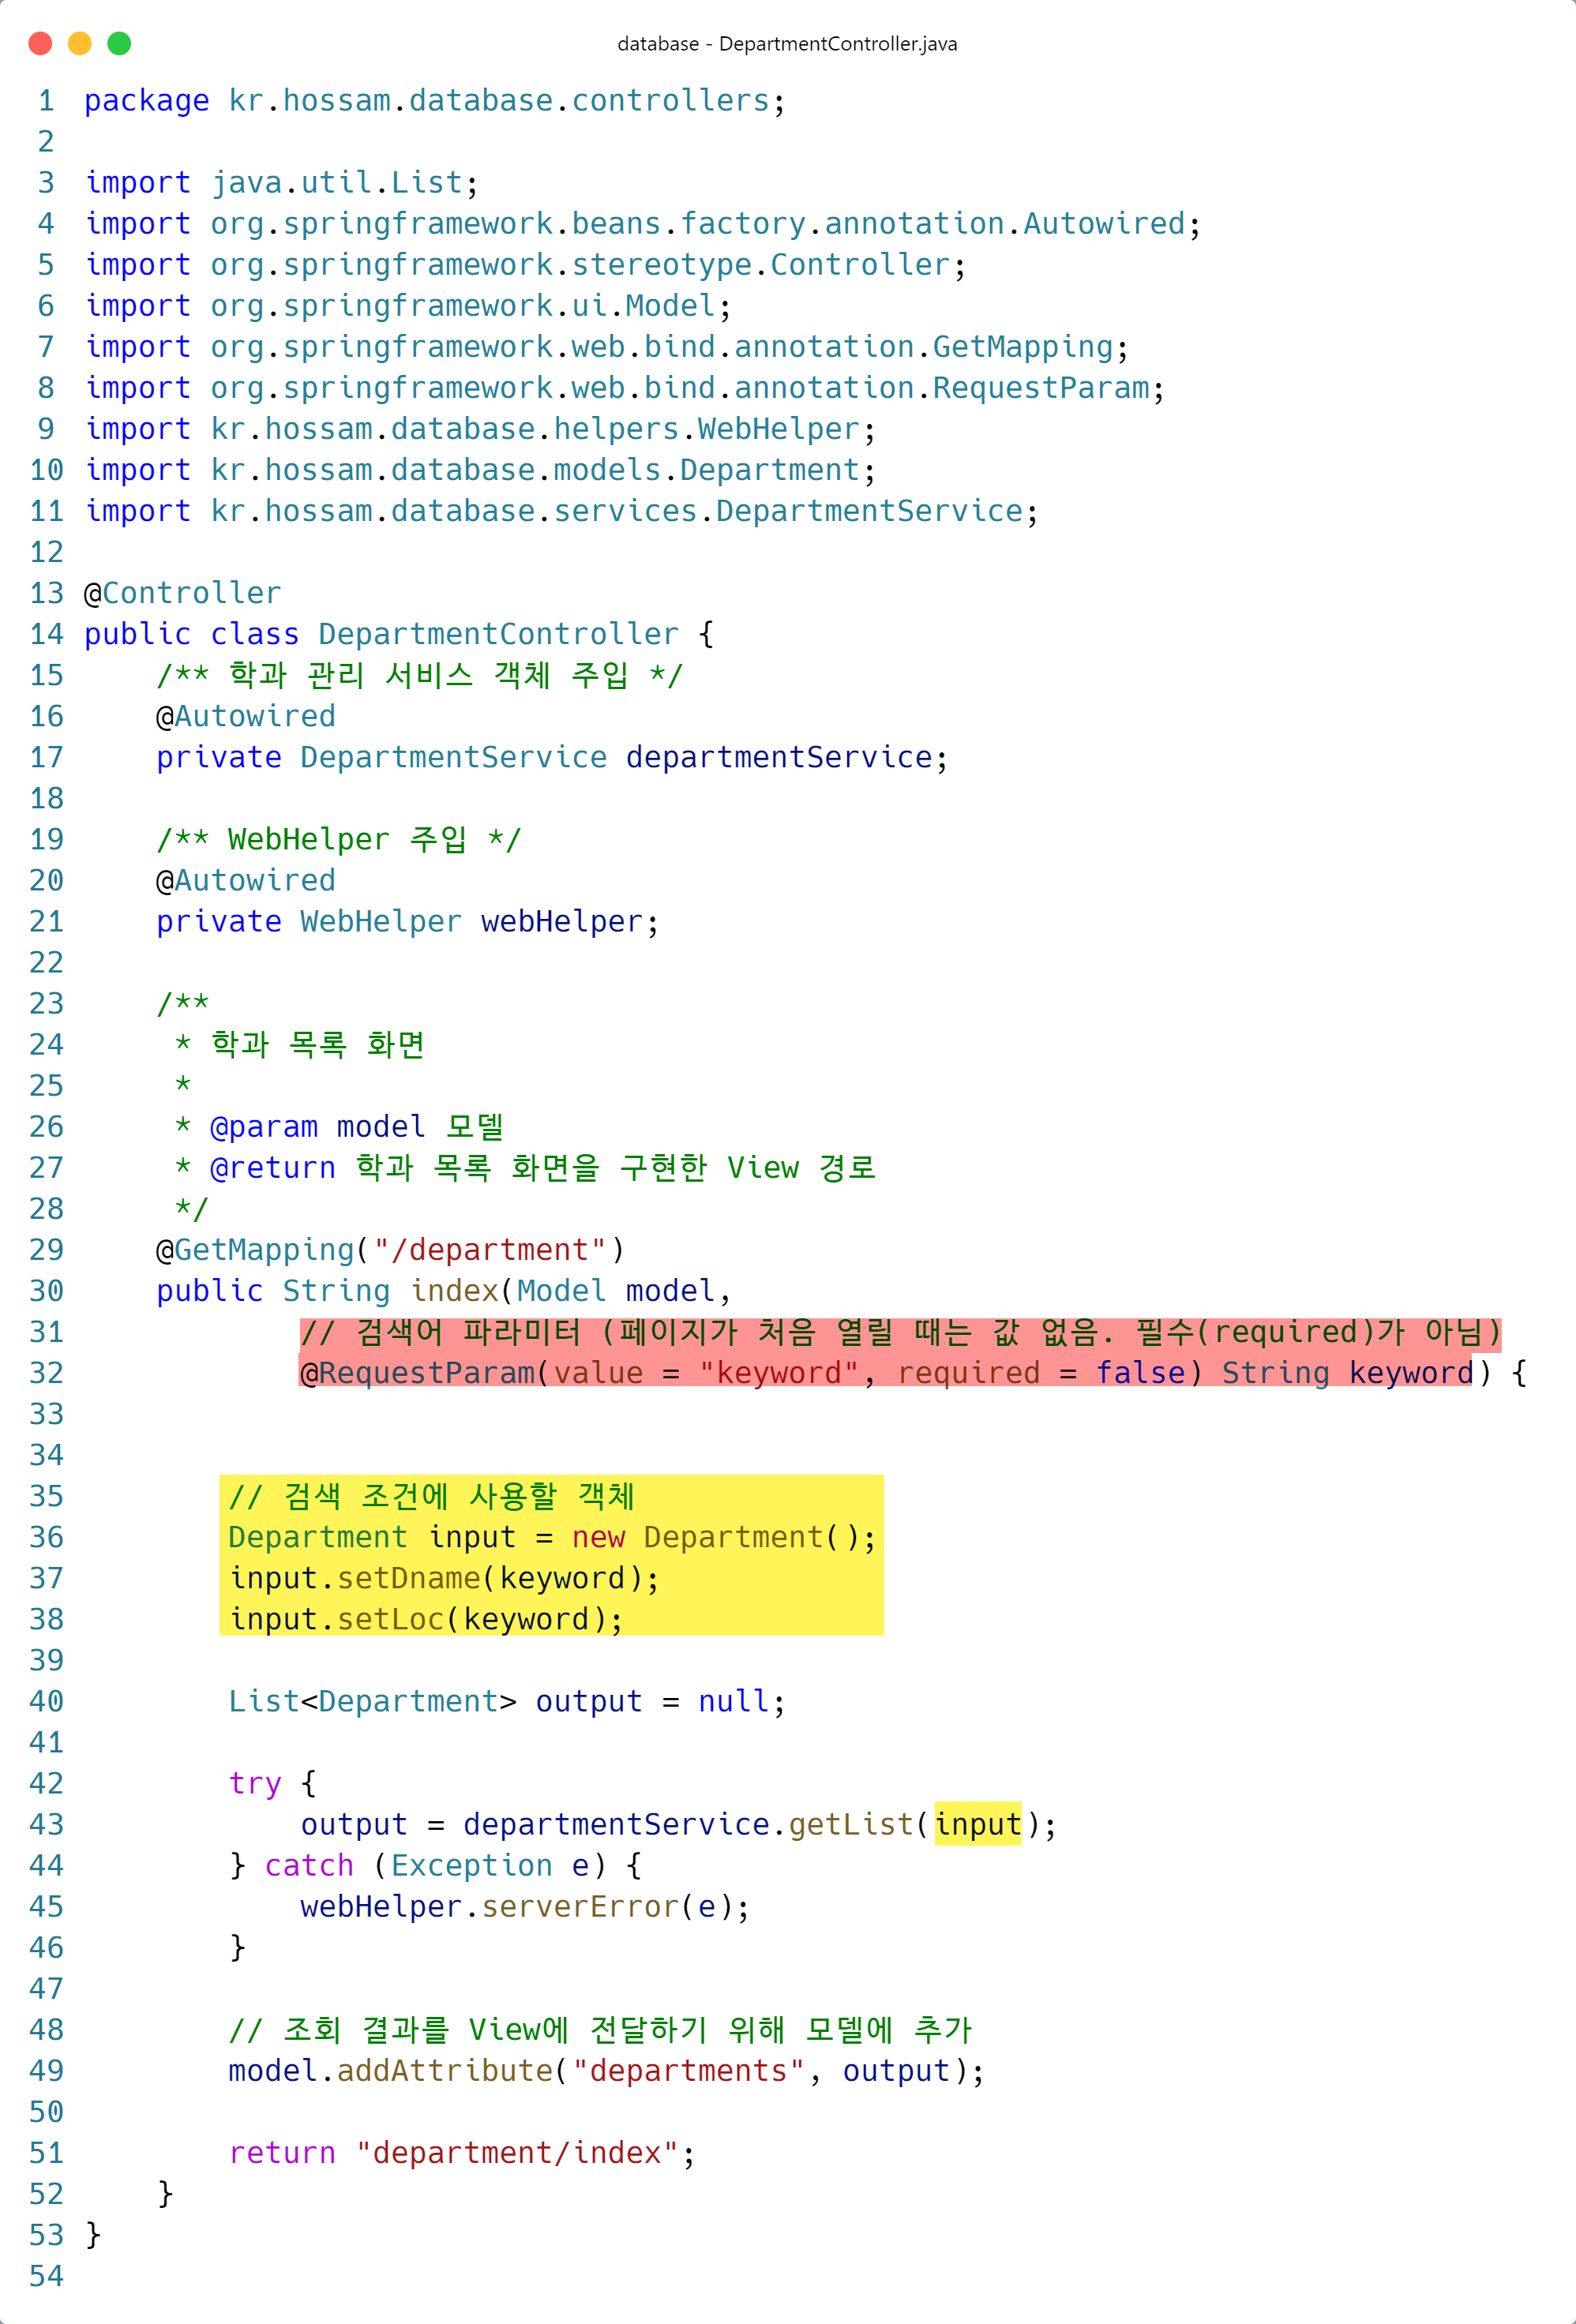 database - DepartmentController.java
1 package kr.hossam.database.controllers;
2
3 import java.util.List;
4 import org.springframework.beans.factory.annotation.Autowired;
5 import org.springframework.stereotype.Controller;
6 import org.springframework.ui.Model;
7 import org.springframework.web.bind.annotation.GetMapping;
8 import org.springframework.web.bind.annotation.RequestParam;
9 import kr.hossam.database.helpers.WebHelper;
10 import kr.hossam.database.models.Department;
11 import kr.hossam.database.services.DepartmentService;
12
13 @Controller
14 public class DepartmentController {
15     /** 학과 관리 서비스 객체 주입 */
16     @Autowired
17     private DepartmentService departmentService;
18
19     /** WebHelper 주입 */
20     @Autowired
21     private WebHelper webHelper;
22
23     /**
24      * 학과 목록 화면
25      *
26      * @param model 모델
27      * @return 학과 목록 화면을 구현한 View 경로
28      */
29     @GetMapping("/department")
30     public String index(Model model,
31             // 검색어 파라미터 (페이지가 처음 열릴 때는 값 없음. 필수(required)가 아님)
32             @RequestParam(value = "keyword", required = false) String keyword) {
33
34
35         // 검색 조건에 사용할 객체
36         Department input = new Department();
37         input.setDname(keyword);
38         input.setLoc(keyword);
39
40         List<Department> output = null;
41
42         try {
43             output = departmentService.getList(input);
44         } catch (Exception e) {
45             webHelper.serverError(e);
46         }
47
48         // 조회 결과를 View에 전달하기 위해 모델에 추가
49         model.addAttribute("departments", output);
50
51         return "department/index";
52     }
53 }
54